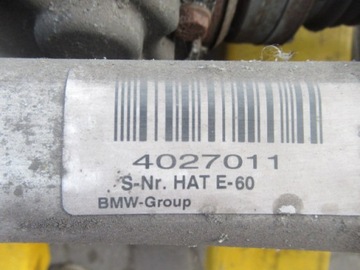 4027011
S-Nr. HAT E-60
BMW-Group